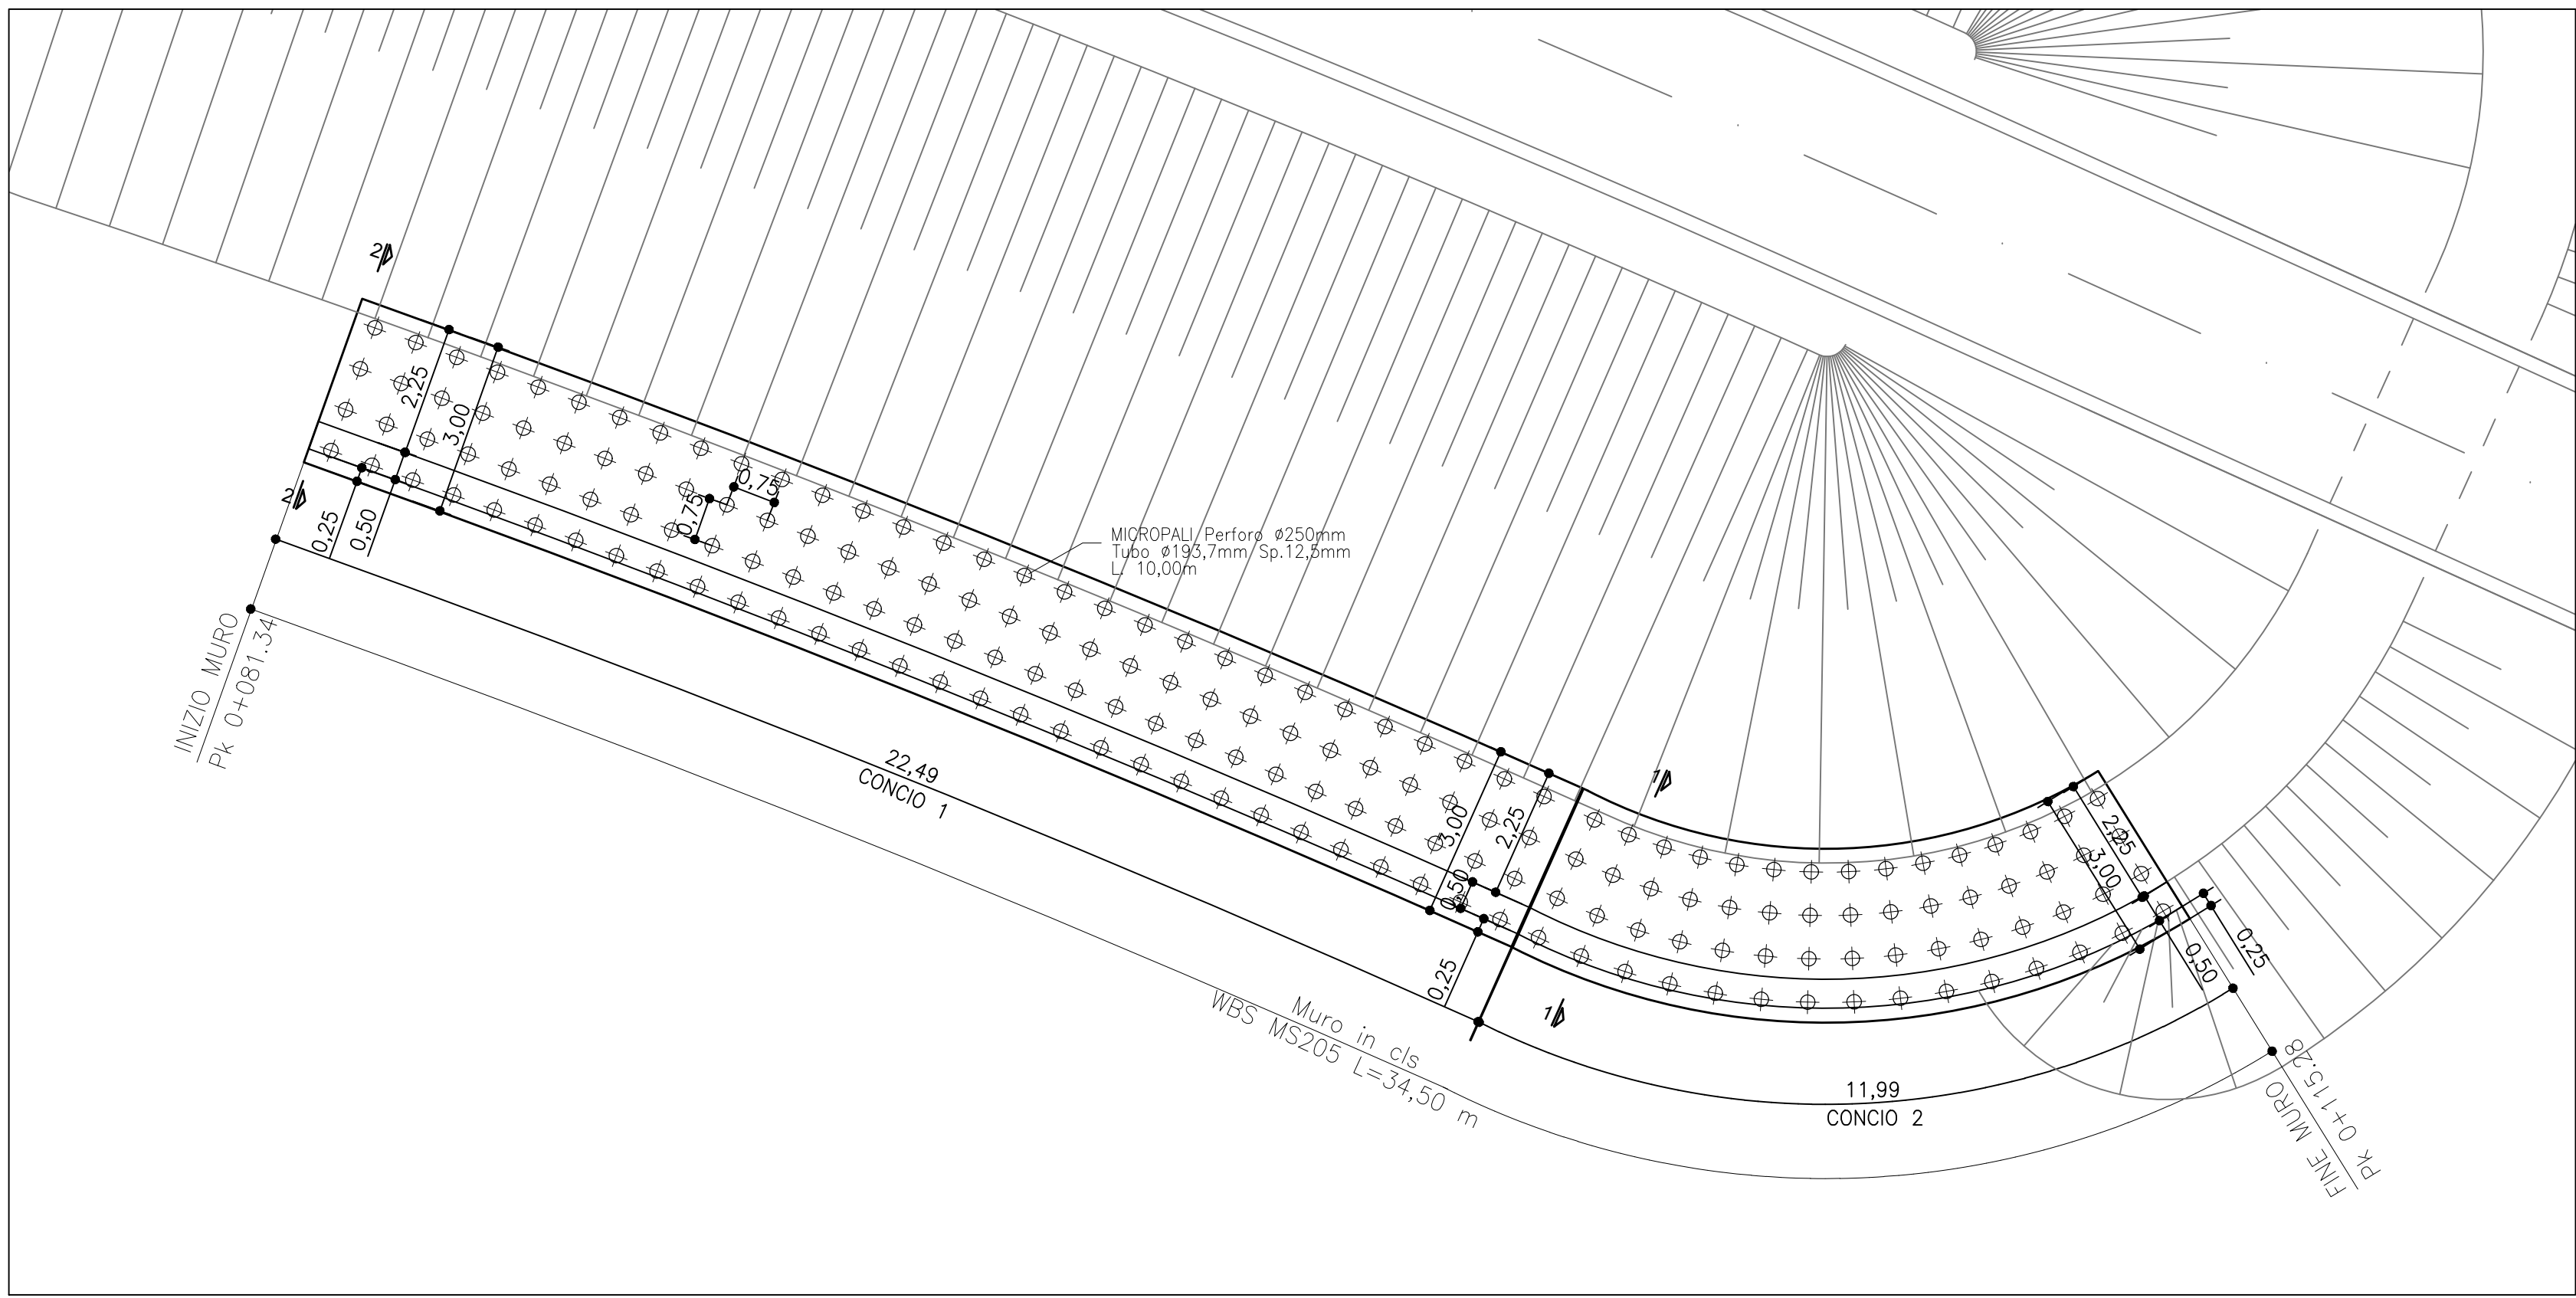 2
2,25
3,00
2
0,25
0,50
0,75
0,75
MICROPALI Perforo ø250mm
Tubo ø193,7mm Sp.12,5mm
L. 10,00m
INIZIO MURO
Pk 0+081.34
22,49
CONCIO 1
3,00
2,25
0,50
0,25
1
1
Muro in cls
WBS MS205 L=34,50 m
2,25
3,00
0,50
0,25
11,99
CONCIO 2
FINE MURO
Pk 0+115.28